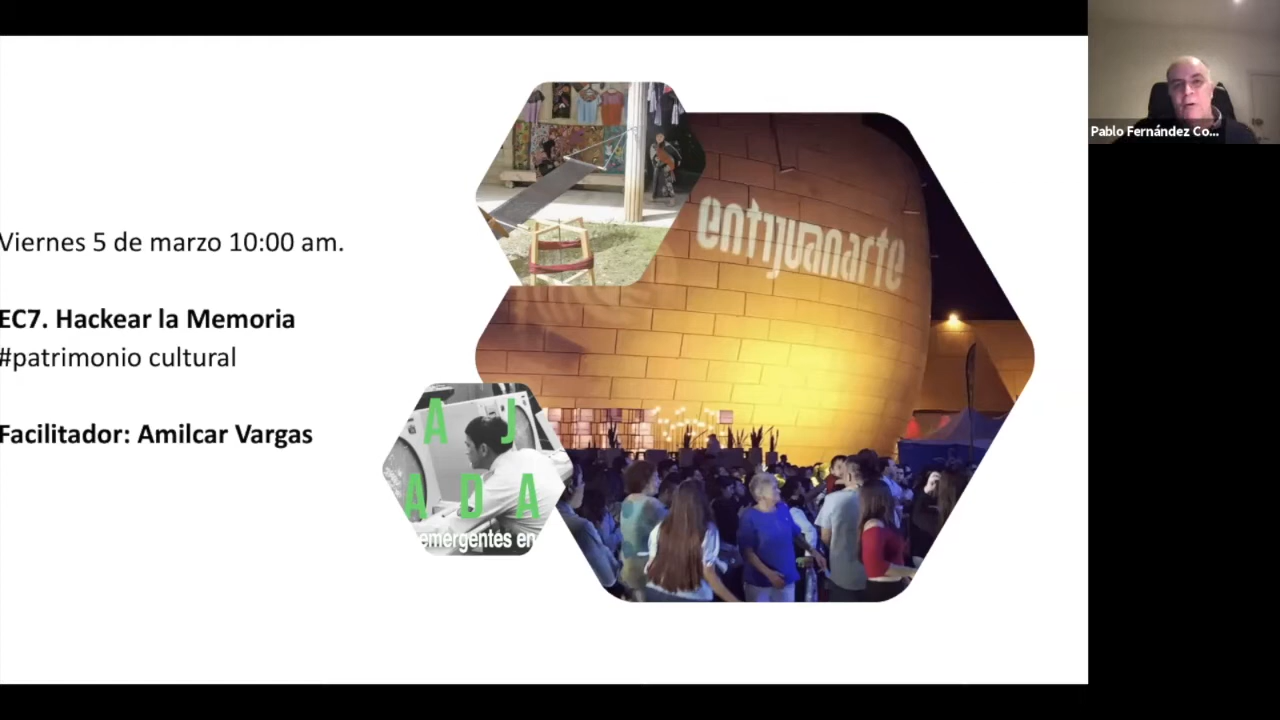 Viernes 5 de marzo 10:00 am.
EC7. Hackear la Memoria
#patrimonio cultural
Facilitador: Amilcar Vargas
entijuanarte
A J
A D A
emergentes en
Pablo Fernández Co...